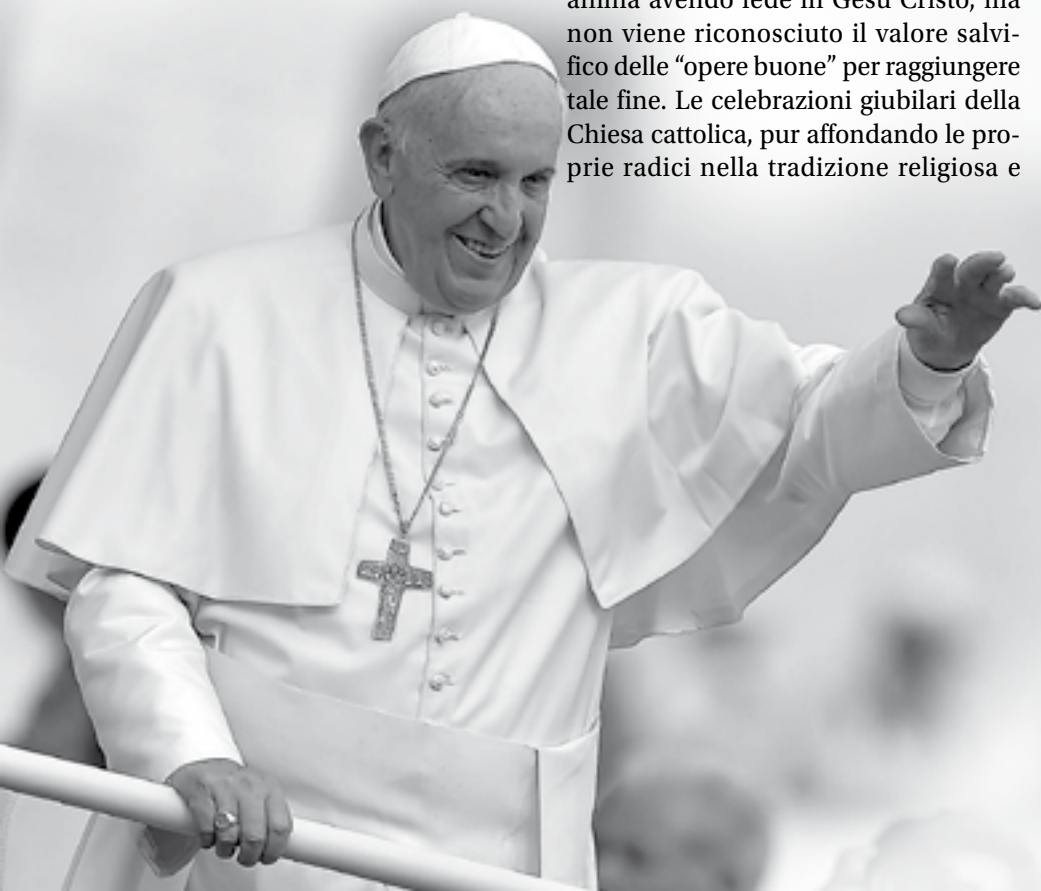 anima avendo fede in Gesù Cristo, ma
non viene riconosciuto il valore salvi-
fico delle “opere buone” per raggiungere
tale fine. Le celebrazioni giubilari della
Chiesa cattolica, pur affondando le pro-
prie radici nella tradizione religiosa e